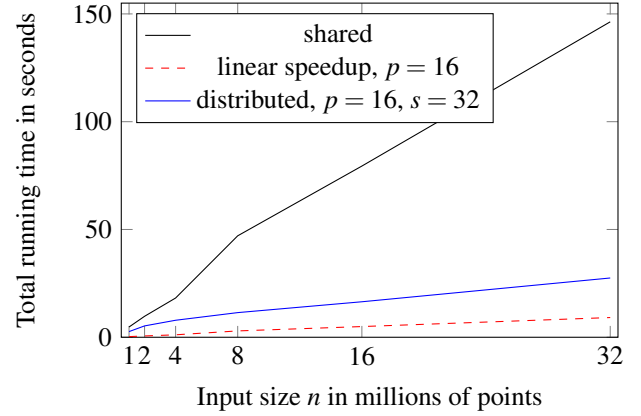 150
100
50
0
Total running time in seconds
shared
linear speedup, p = 16
distributed, p = 16, s = 32
1 2 4 8 16 32
Input size n in millions of points